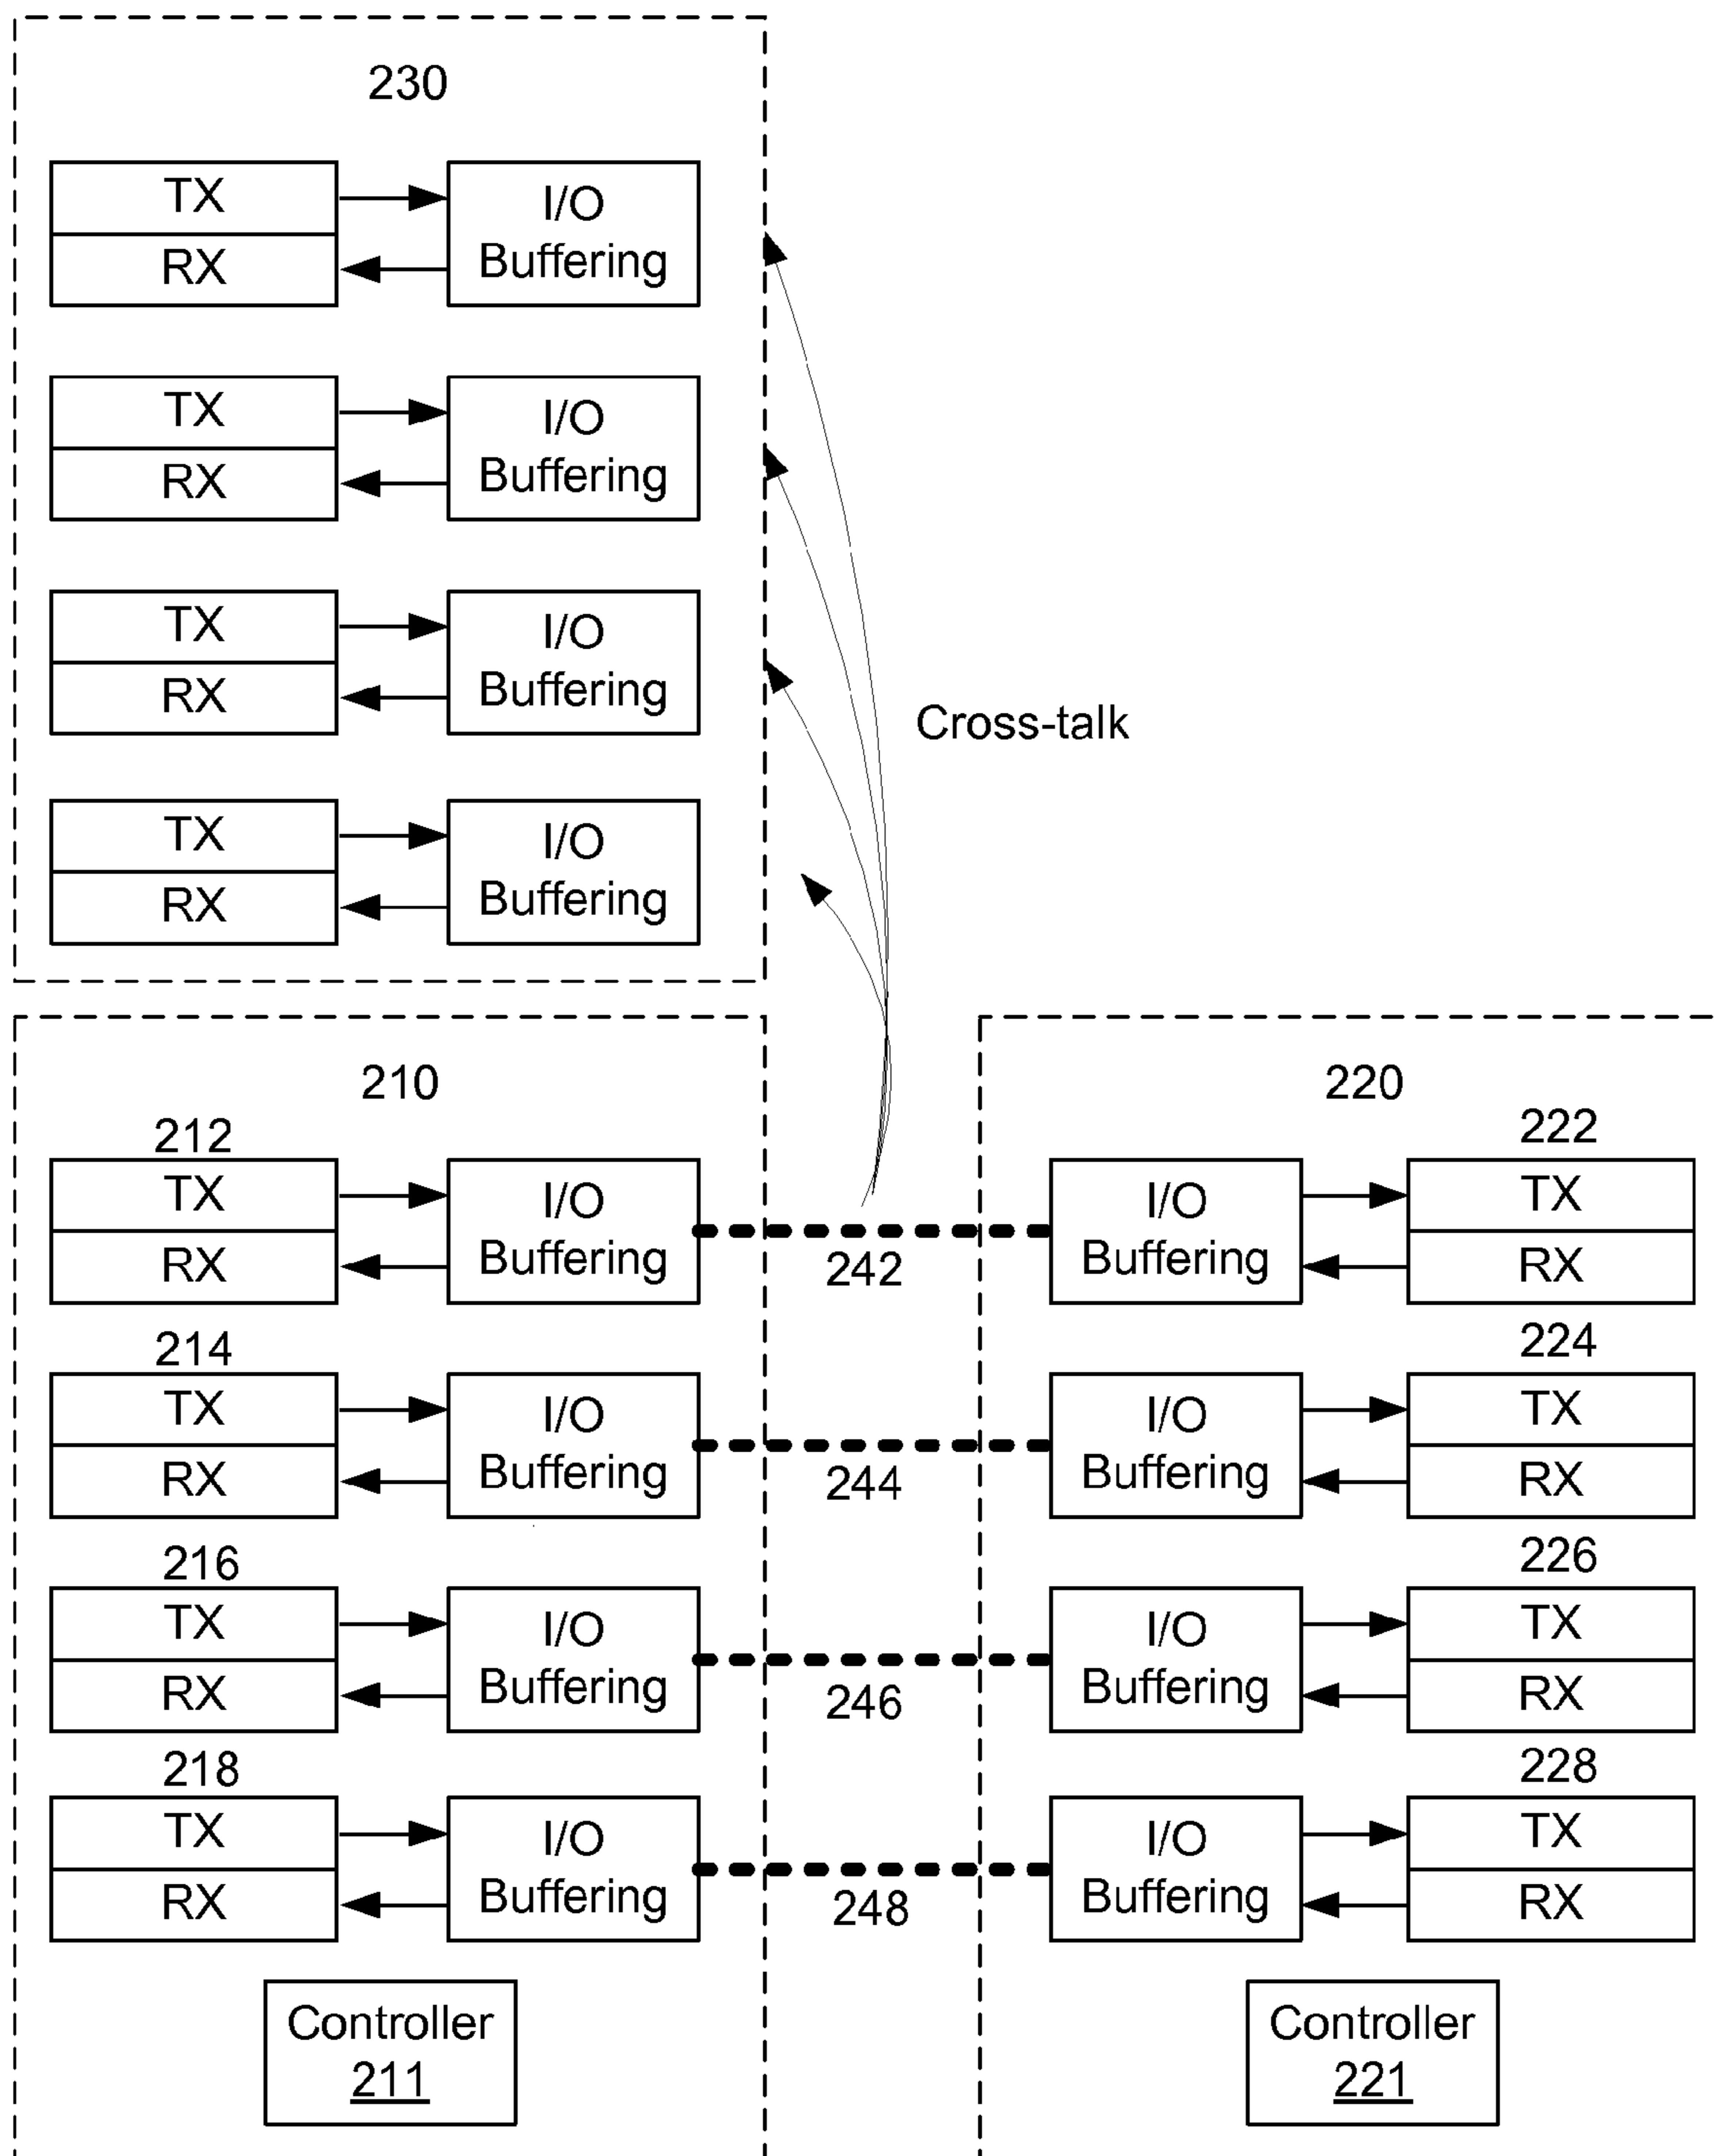 230
TX
I/O
Buffering
RX
TX
I/O
Buffering
RX
TX
I/O
Buffering
RX
Cross-talk
TX
I/O
Buffering
RX
210
212
TX
I/O
Buffering
RX
214
TX
I/O
Buffering
RX
216
TX
I/O
Buffering
RX
218
TX
I/O
Buffering
RX
Controller
211
242
244
246
248
220
222
I/O
Buffering
TX
RX
224
I/O
Buffering
TX
RX
226
I/O
Buffering
TX
RX
228
I/O
Buffering
TX
RX
Controller
221